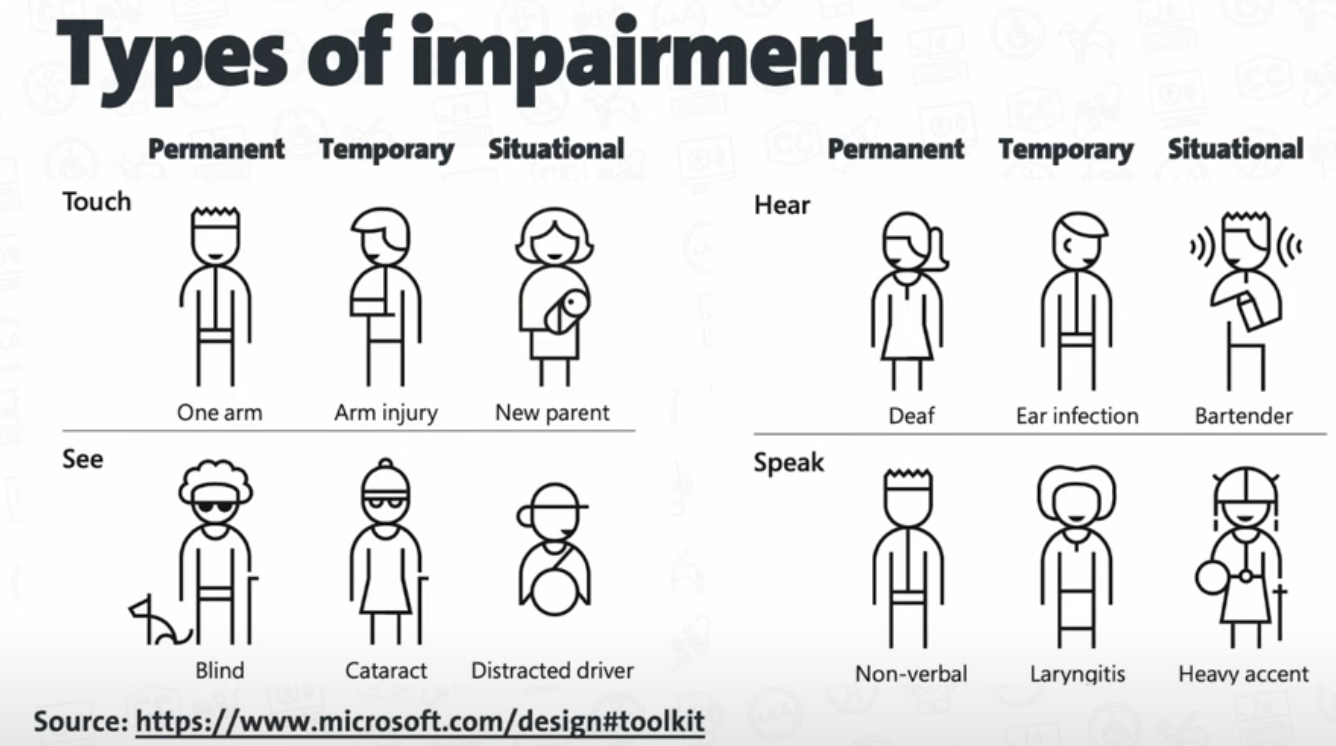 Types of impairment
Permanent Temporary Situational
Touch
One arm Arm injury New parent
See
Blind Cataract Distracted driver
Permanent Temporary Situational
Hear
Deaf Ear infection Bartender
Speak
Non-verbal Laryngitis Heavy accent
Source: https://www.microsoft.com/design#toolkit